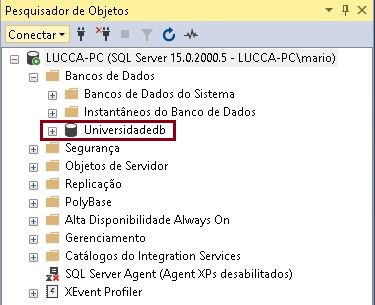 Pesquisador de Objetos
Conectar
LUCCA-PC (SQL Server 15.0.2000.5 - LUCCA-PC\mario)
Bancos de Dados
Bancos de Dados do Sistema
Instantâneos do Banco de Dados
Universidadedb
Segurança
Objetos de Servidor
Replicação
PolyBase
Alta Disponibilidade Always On
Gerenciamento
Catálogos do Integration Services
SQL Server Agent (Agent XPs desabilitados)
XEvent Profiler